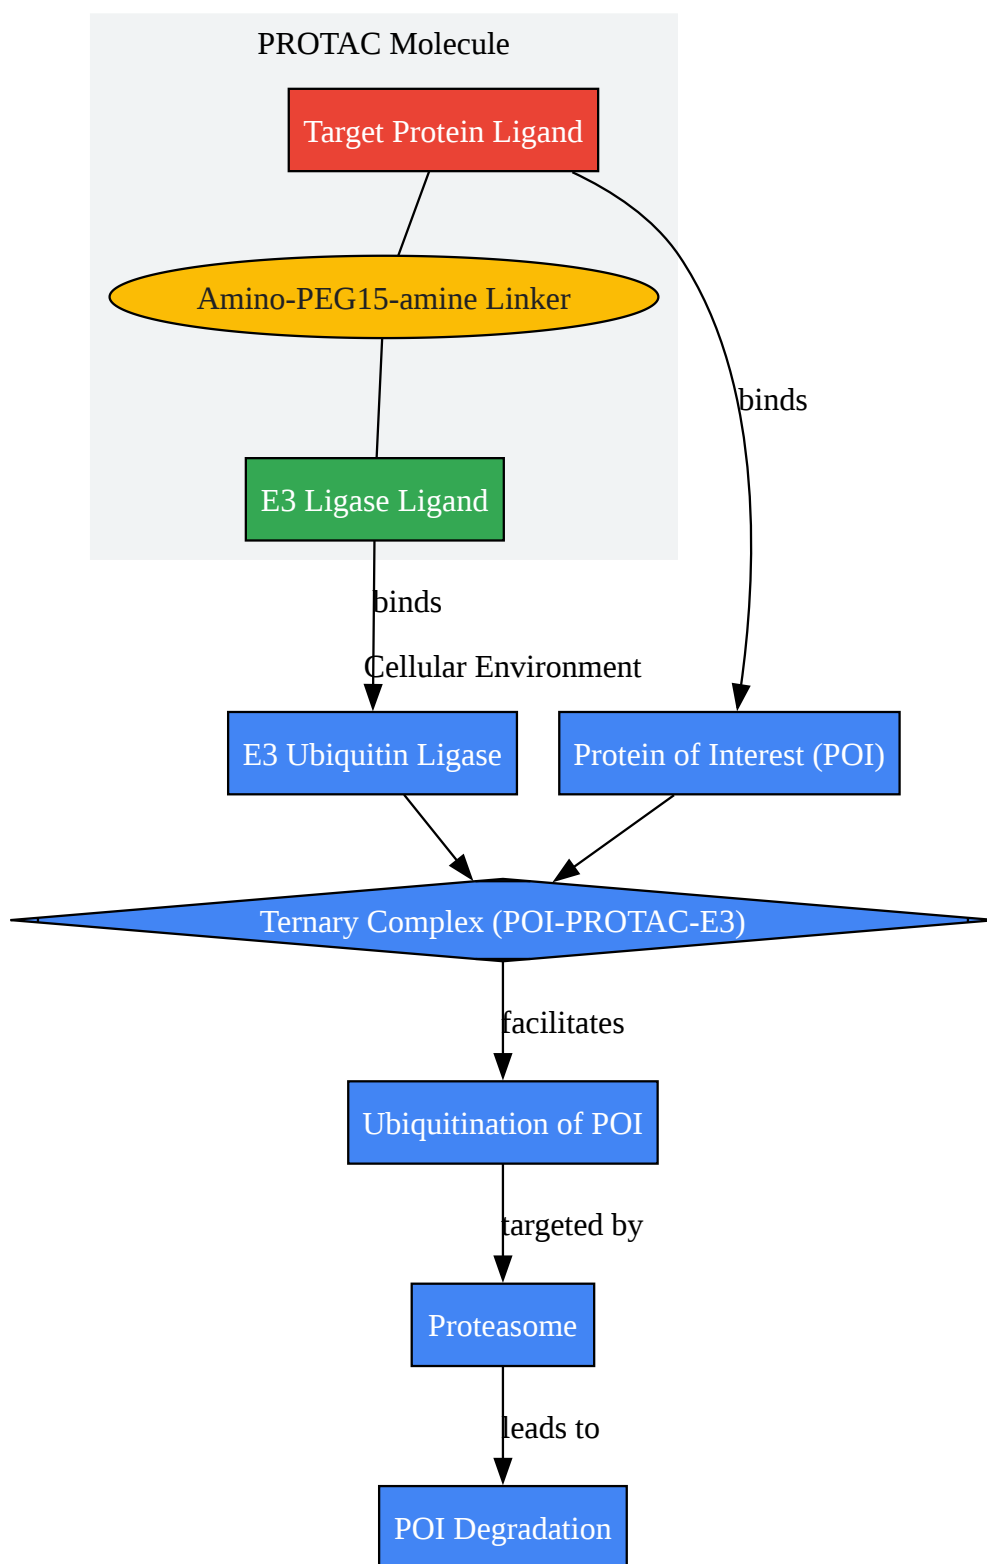 PROTAC Molecule
Target Protein Ligand
Amino-PEG15-amine Linker
binds
E3 Ligase Ligand
binds
Cellular Environment
E3 Ubiquitin Ligase
Protein of Interest (POI)
Ternary Complex (POI-PROTAC-E3)
facilitates
Ubiquitination of POI
targeted by
Proteasome
leads to
POI Degradation